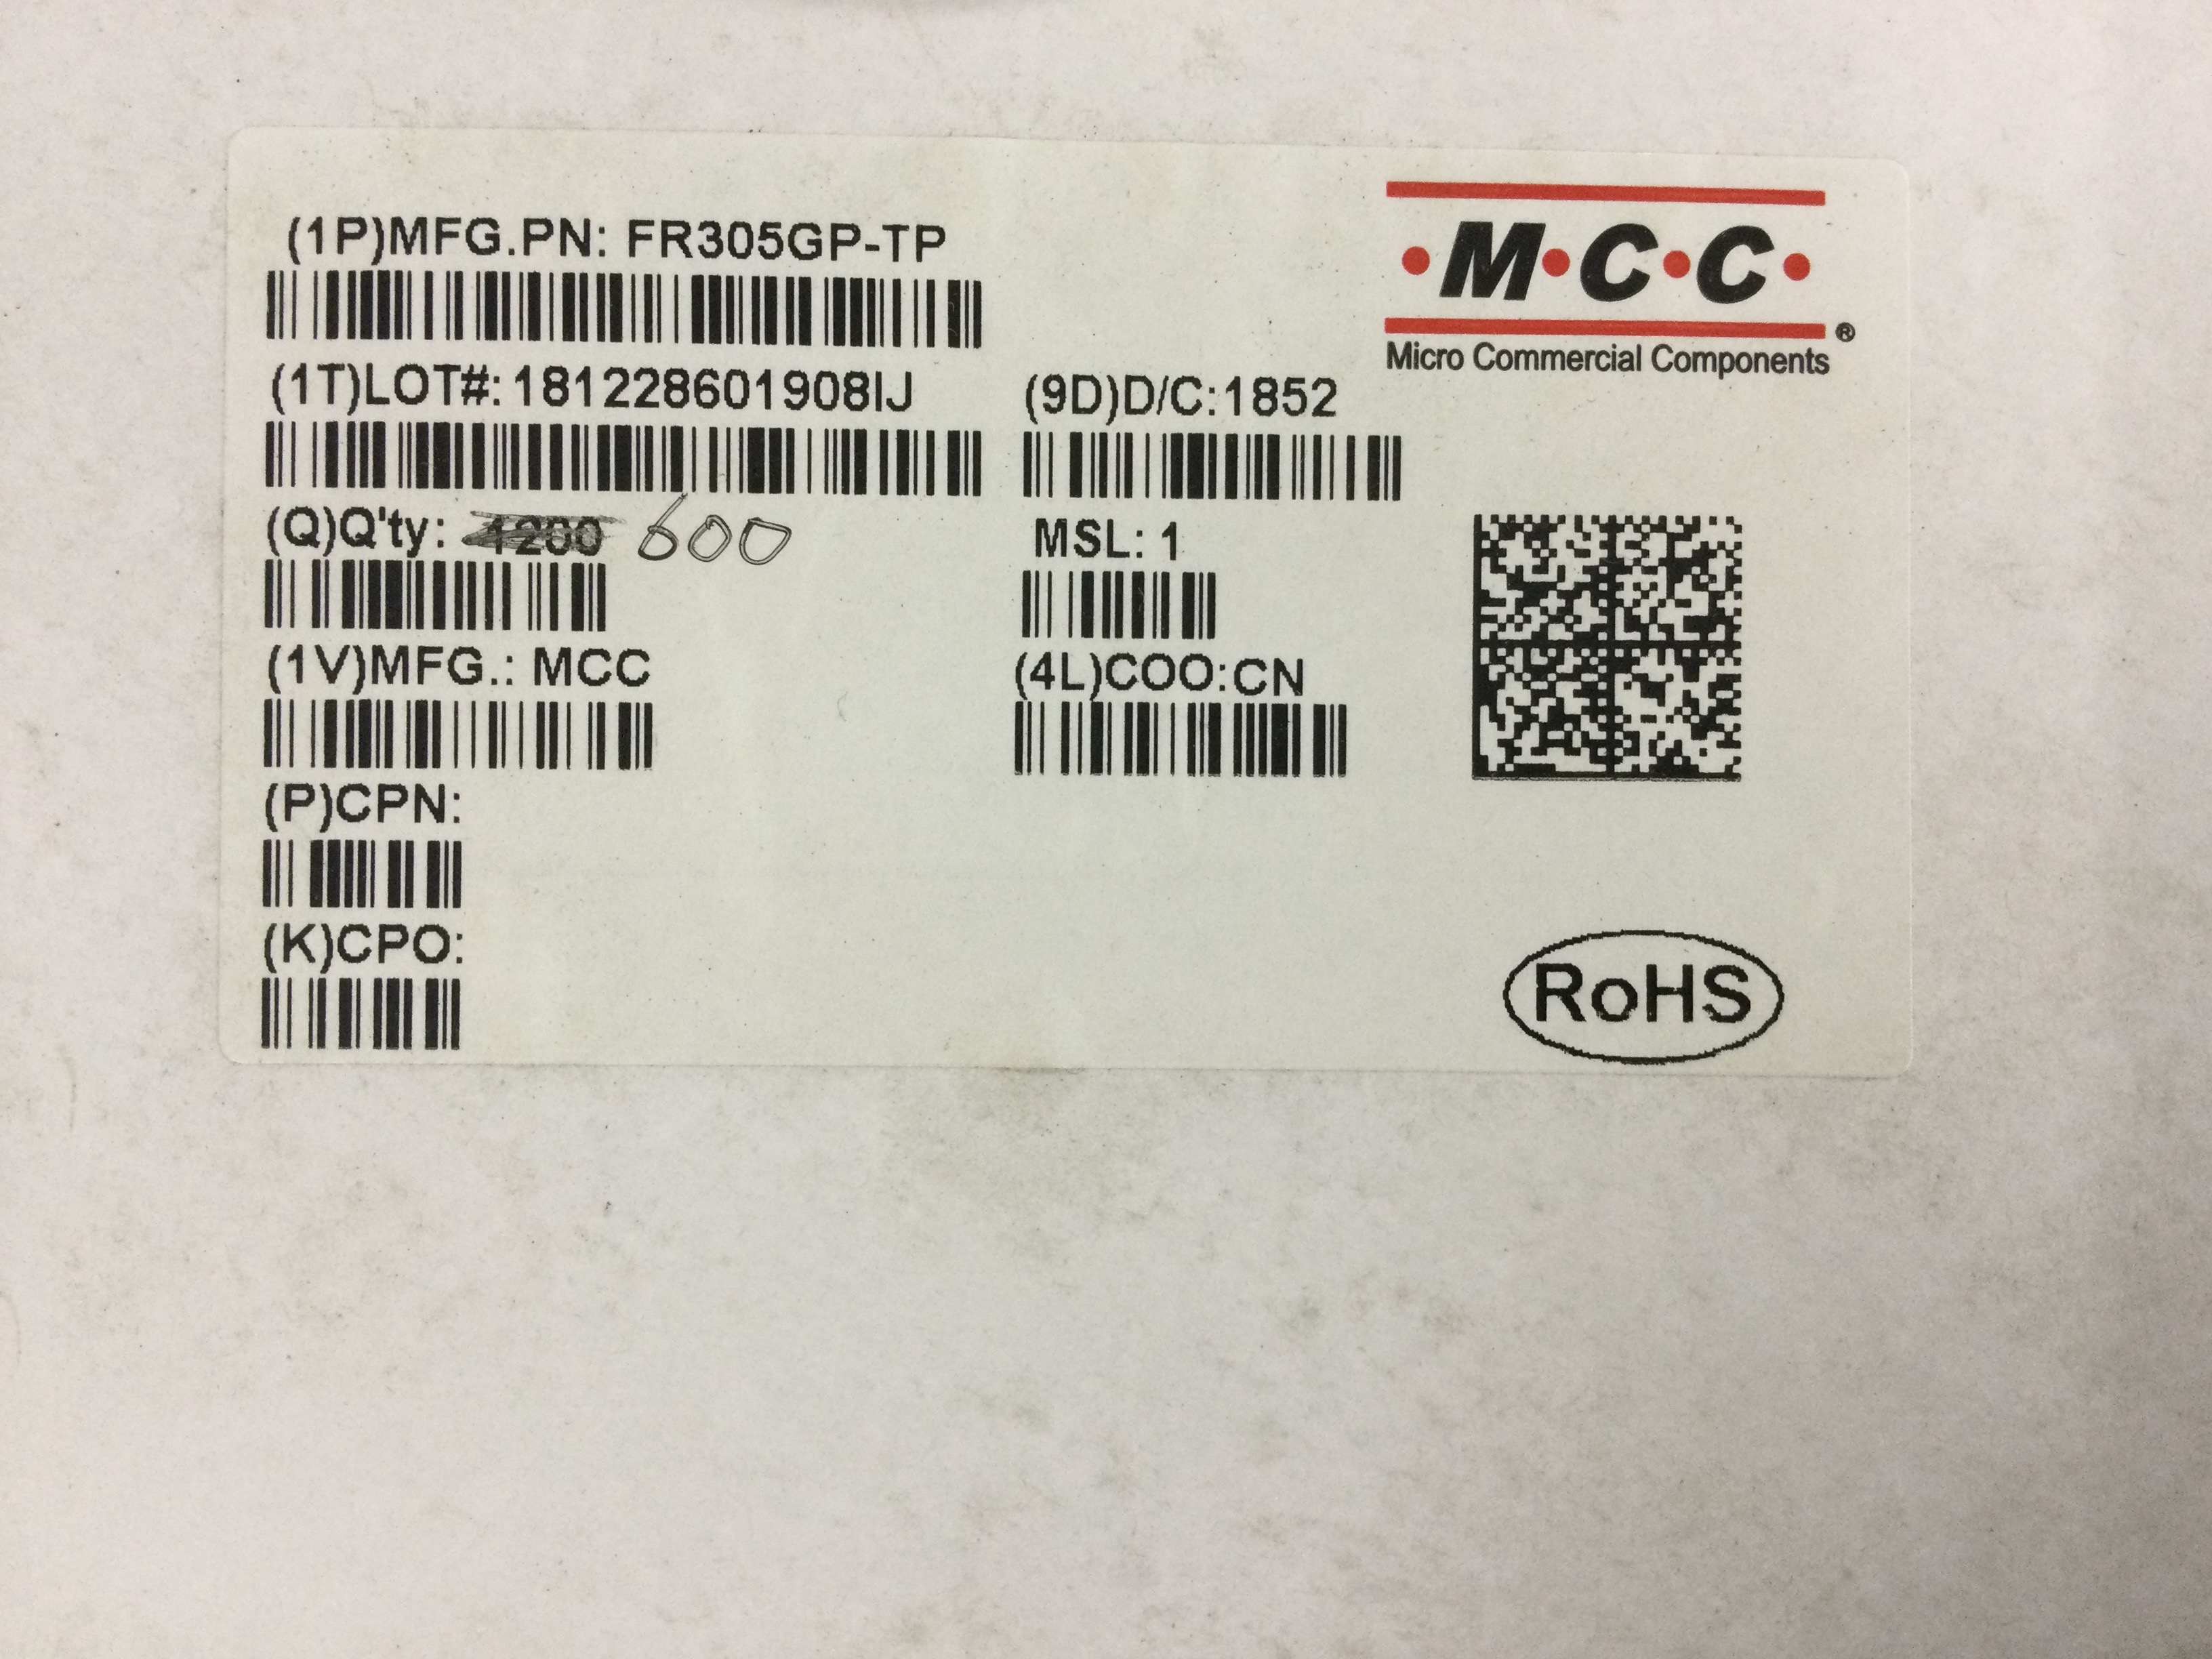 M·C·C
®
Micro Commercial Components
(1P)MFG.PN: FR305GP-TP
(1T)LOT#: 181228601908IJ
(9D)D/C:1852
(Q)Q'ty: 1200 600
MSL: 1
(1V)MFG.: MCC
(4L)COO:CN
(P)CPN:
(K)CPO:
RoHS